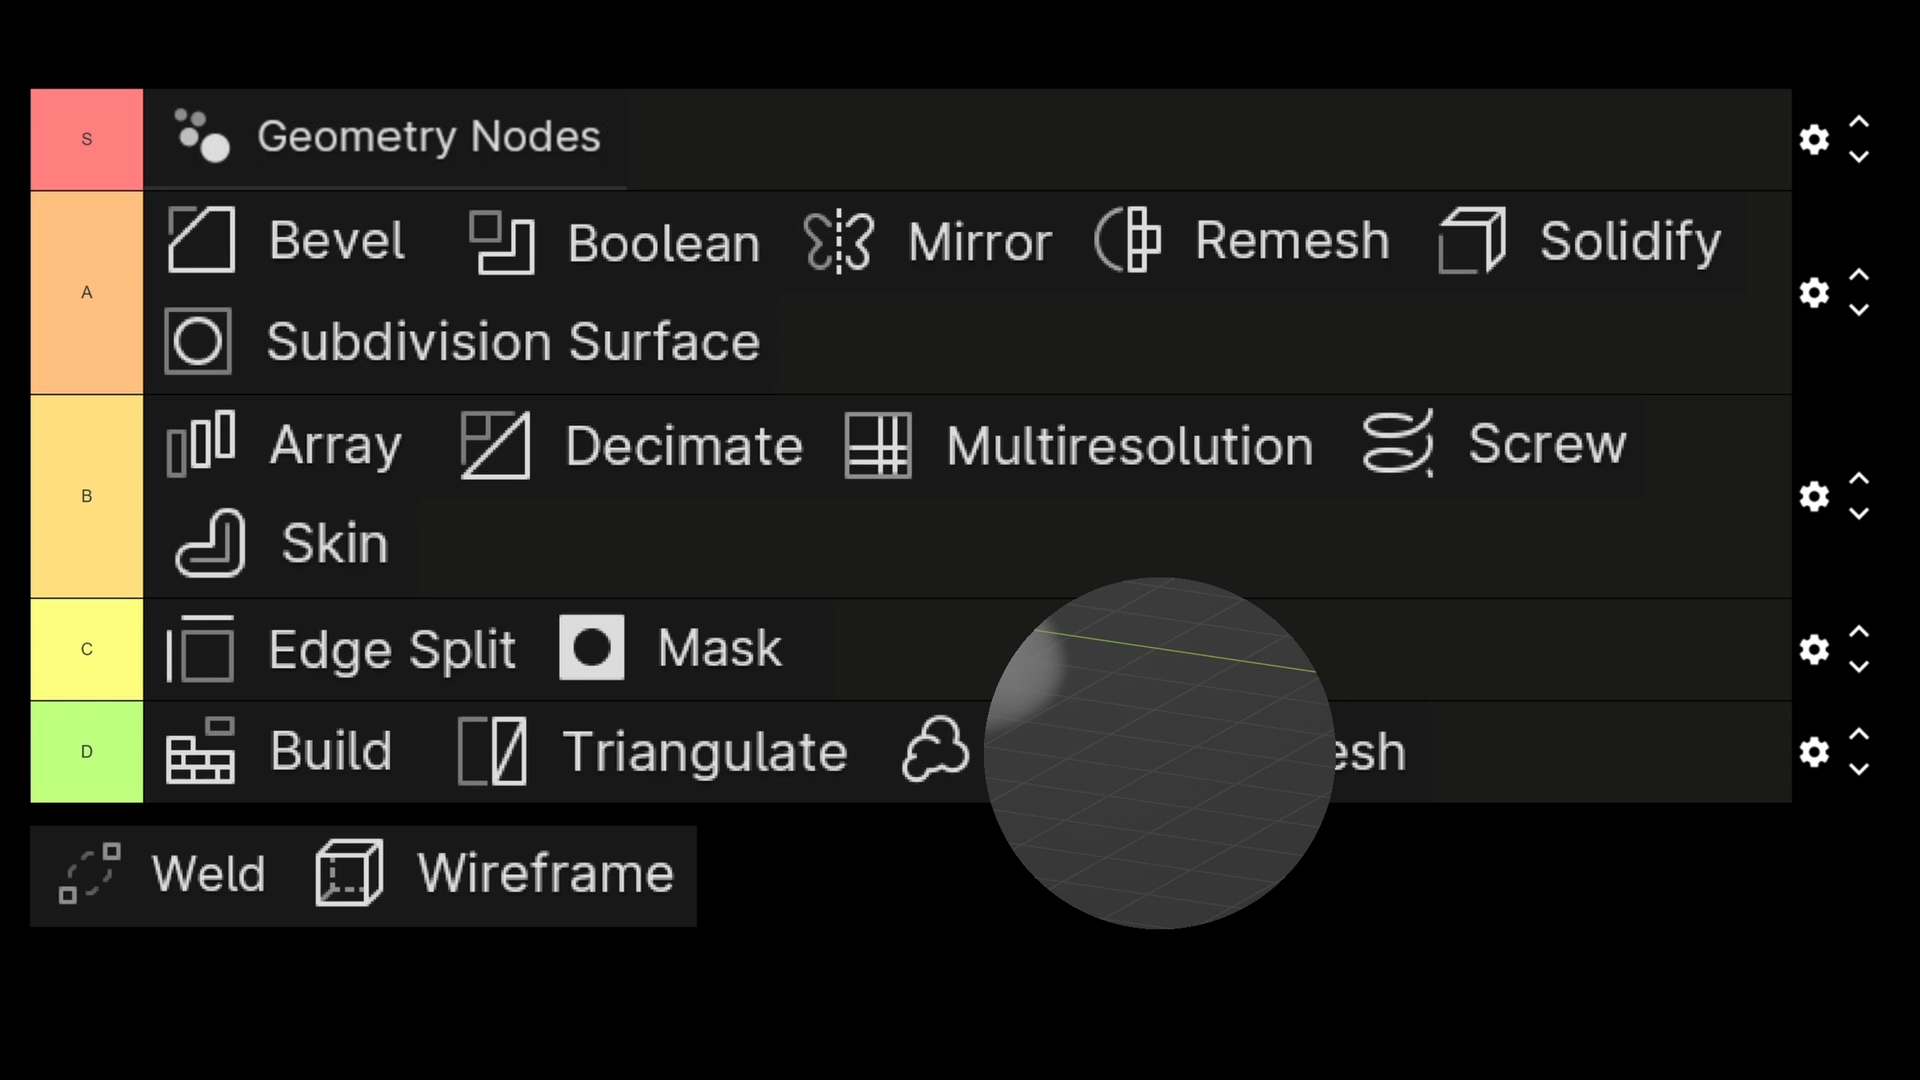 S
Geometry Nodes
A
Bevel Boolean Mirror Remesh Solidify
Subdivision Surface
B
Array Decimate Multiresolution Screw
Skin
C
Edge Split Mask
D
Build Triangulate
Weld Wireframe